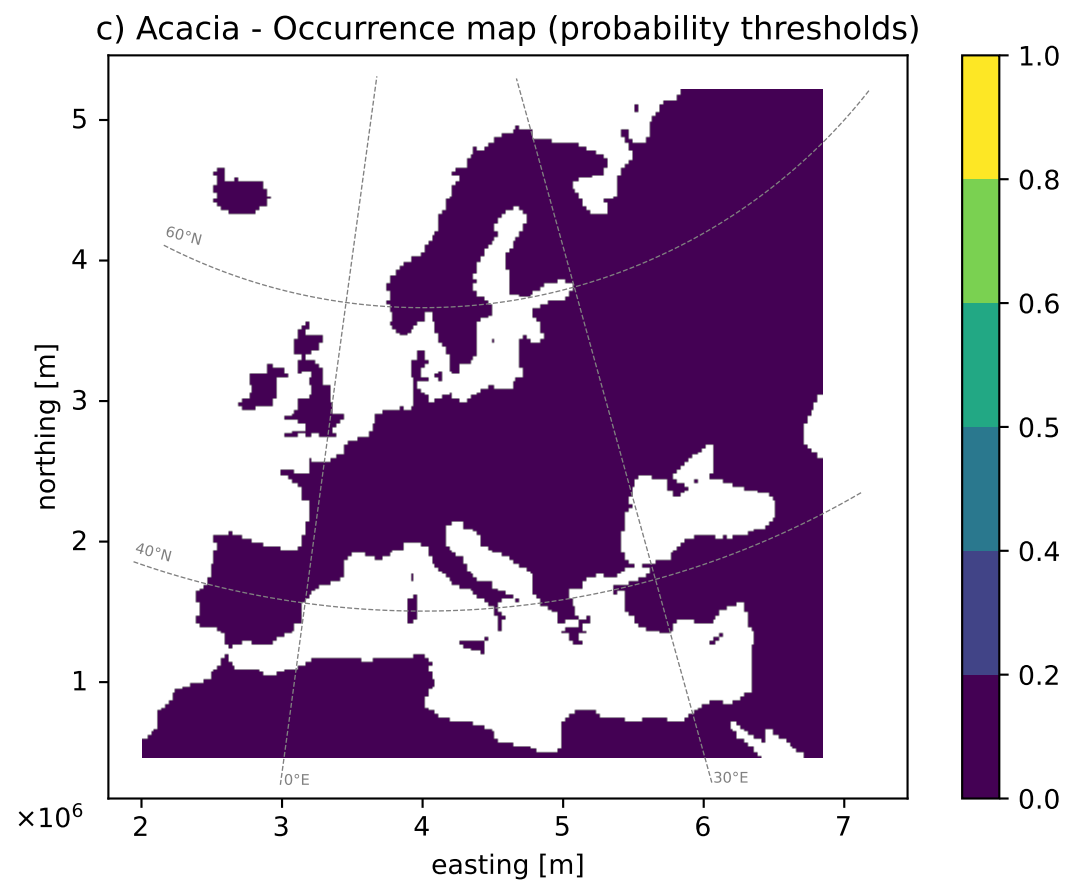 c) Acacia - Occurrence map (probability thresholds)
northing [m]
5
4
3
2
1
60°N
40°N
0°E
30°E
×10⁶
2 3 4 5 6 7
easting [m]
1.0
0.8
0.6
0.5
0.4
0.2
0.0